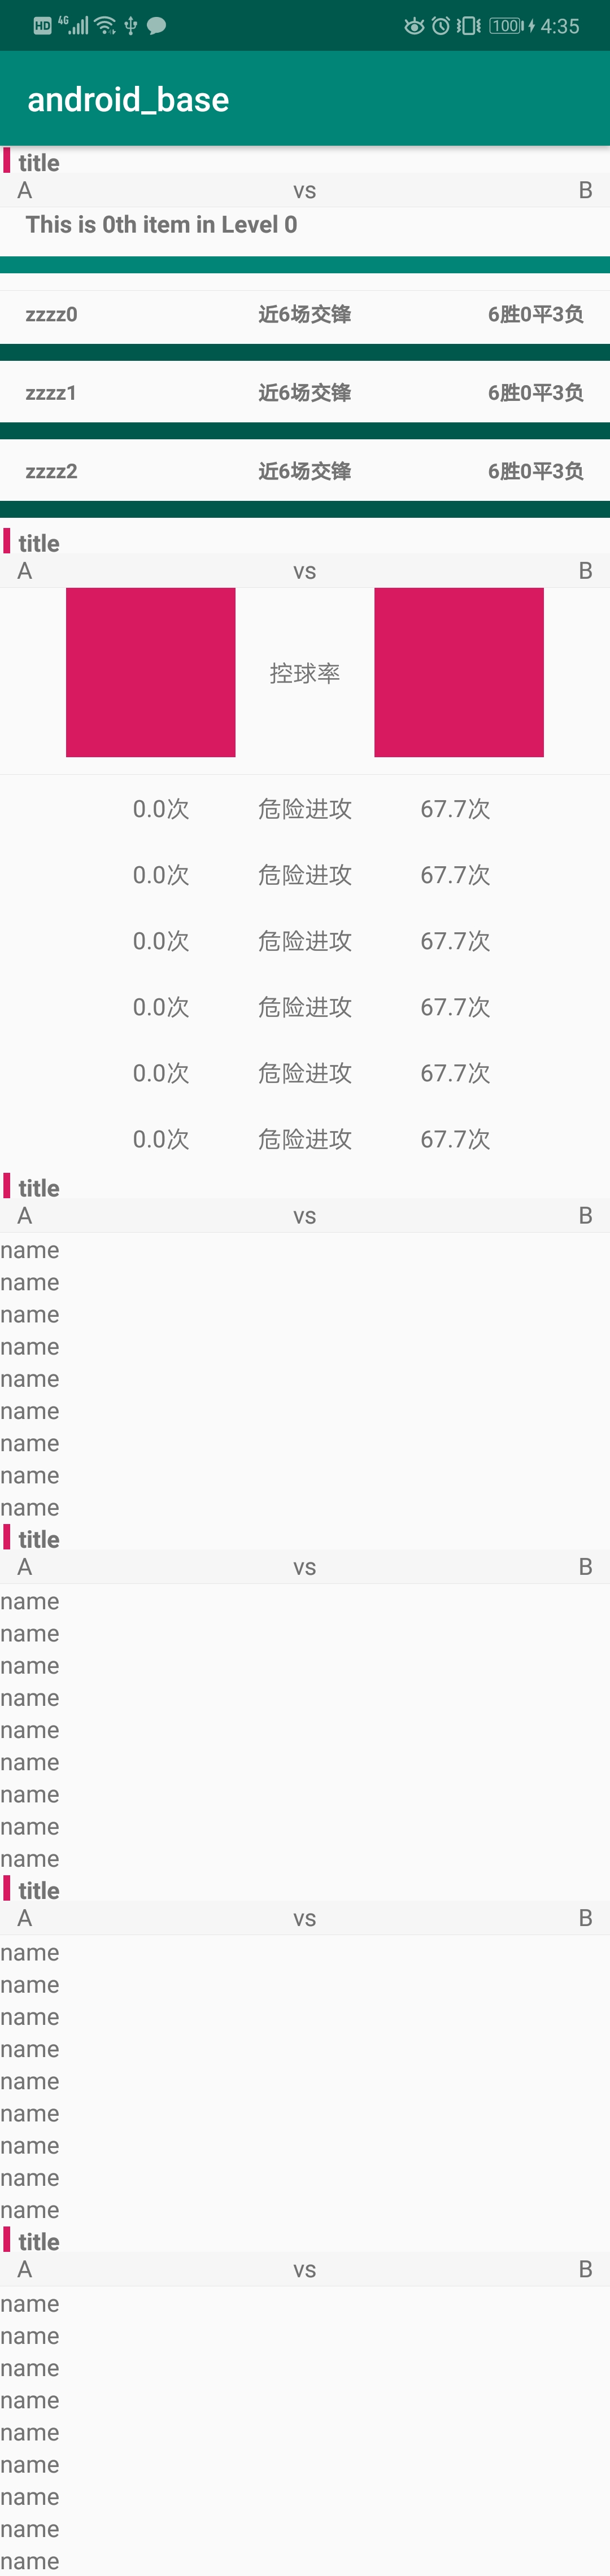 HD 4G 100 4:35
android_base
title
A vs B
This is 0th item in Level 0
zzzz0 近6场交锋 6胜0平3负
zzzz1 近6场交锋 6胜0平3负
zzzz2 近6场交锋 6胜0平3负
title
A vs B
控球率
0.0次 危险进攻 67.7次
0.0次 危险进攻 67.7次
0.0次 危险进攻 67.7次
0.0次 危险进攻 67.7次
0.0次 危险进攻 67.7次
0.0次 危险进攻 67.7次
title
A vs B
name
name
name
name
name
name
name
name
name
title
A vs B
name
name
name
name
name
name
name
name
name
title
A vs B
name
name
name
name
name
name
name
name
name
title
A vs B
name
name
name
name
name
name
name
name
name